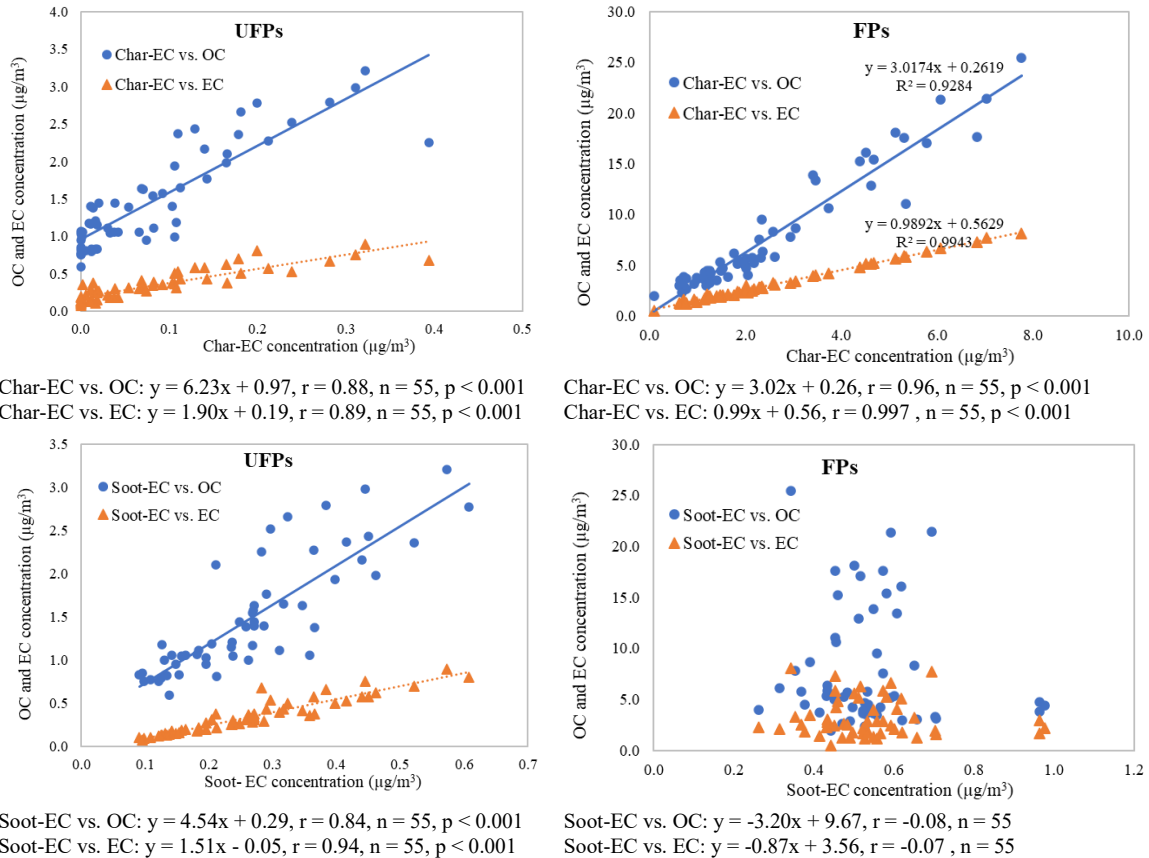 UFPs
Char-EC vs. OC
Char-EC vs. EC
OC and EC concentration (µg/m³)
4.0
3.5
3.0
2.5
2.0
1.5
1.0
0.5
0.0
0.0 0.1 0.2 0.3 0.4 0.5
Char-EC concentration (µg/m³)
Char-EC vs. OC: y = 6.23x + 0.97, r = 0.88, n = 55, p < 0.001
Char-EC vs. EC: y = 1.90x + 0.19, r = 0.89, n = 55, p < 0.001
FPs
Char-EC vs. OC
Char-EC vs. EC
y = 3.0174x + 0.2619
R² = 0.9284
y = 0.9892x + 0.5629
R² = 0.9943
OC and EC concentration (µg/m³)
30.0
25.0
20.0
15.0
10.0
5.0
0.0
0.0 2.0 4.0 6.0 8.0 10.0
Char-EC concentration (µg/m³)
Char-EC vs. OC: y = 3.02x + 0.26, r = 0.96, n = 55, p < 0.001
Char-EC vs. EC: 0.99x + 0.56, r = 0.997 , n = 55, p < 0.001
UFPs
Soot-EC vs. OC
Soot-EC vs. EC
OC and EC concentration (µg/m³)
3.5
3.0
2.5
2.0
1.5
1.0
0.5
0.0
0.0 0.1 0.2 0.3 0.4 0.5 0.6 0.7
Soot- EC concentration (µg/m³)
Soot-EC vs. OC: y = 4.54x + 0.29, r = 0.84, n = 55, p < 0.001
Soot-EC vs. EC: y = 1.51x - 0.05, r = 0.94, n = 55, p < 0.001
FPs
Soot-EC vs. OC
Soot-EC vs. EC
OC and EC concentration (µg/m³)
30.0
25.0
20.0
15.0
10.0
5.0
0.0
0.0 0.2 0.4 0.6 0.8 1.0 1.2
Soot-EC concentration (µg/m³)
Soot-EC vs. OC: y = -3.20x + 9.67, r = -0.08, n = 55
Soot-EC vs. EC: y = -0.87x + 3.56, r = -0.07 , n = 55